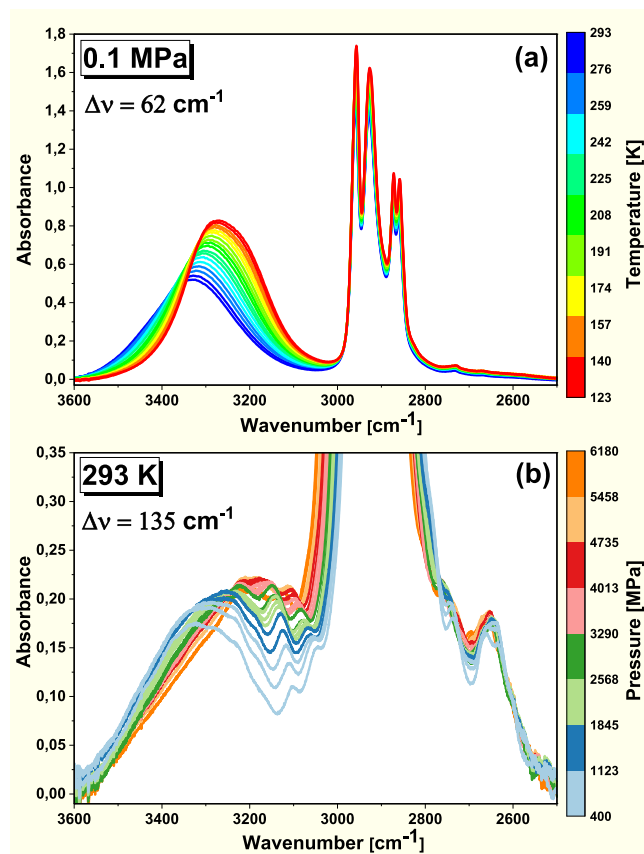 0.1 MPa
(a)
Δν = 62 cm⁻¹
1,8
1,6
1,4
1,2
1,0
0,8
0,6
0,4
0,2
0,0
Absorbance
3600 3400 3200 3000 2800 2600
Wavenumber [cm⁻¹]
293
276
259
242
225
208
191
174
157
140
123
Temperature [K]
293 K
(b)
Δν = 135 cm⁻¹
0,35
0,30
0,25
0,20
0,15
0,10
0,05
0,00
Absorbance
3600 3400 3200 3000 2800 2600
Wavenumber [cm⁻¹]
6180
5458
4735
4013
3290
2568
1845
1123
400
Pressure [MPa]